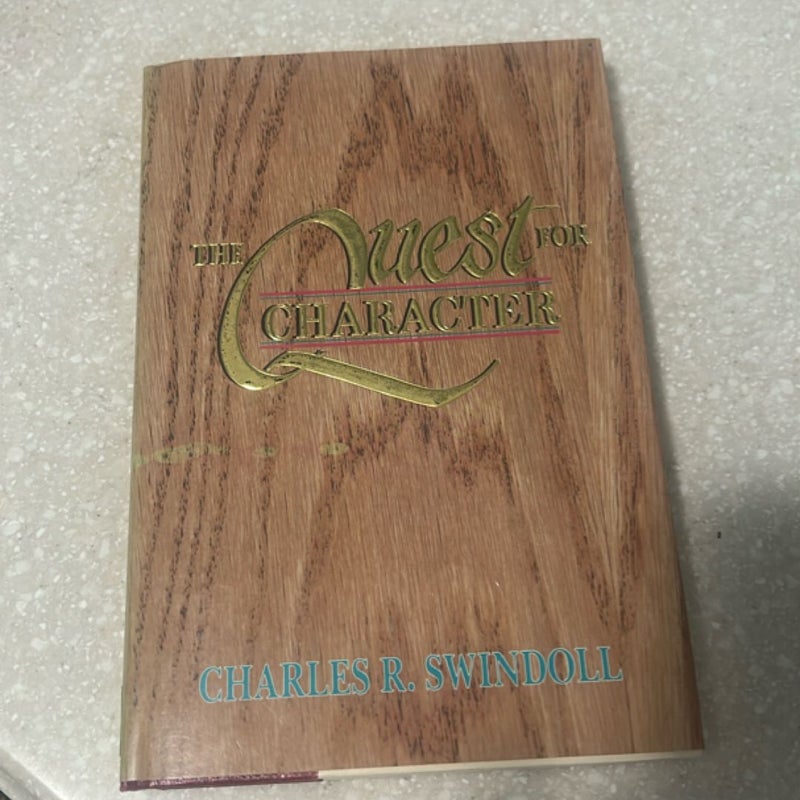 THE Quest FOR
CHARACTER
CHARLES R. SWINDOLL